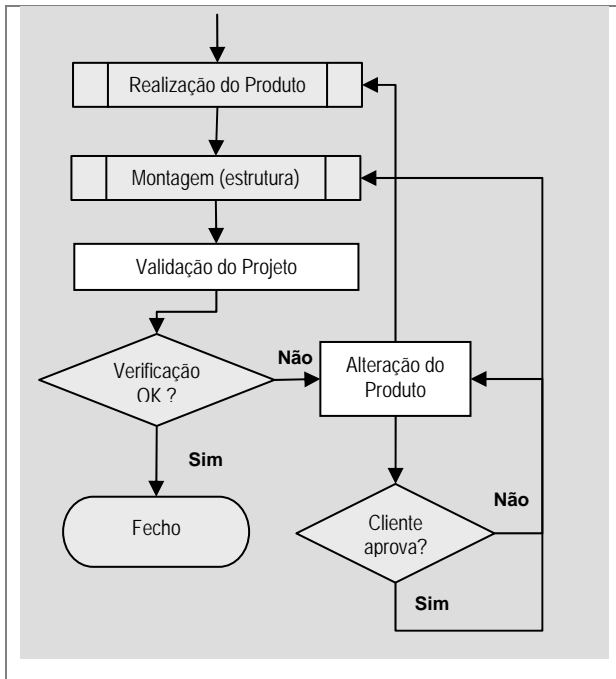 Realização do Produto
Montagem (estrutura)
Validação do Projeto
Verificação
OK ?
Não
Alteração do
Produto
Sim
Fecho
Cliente
aprova?
Não
Sim